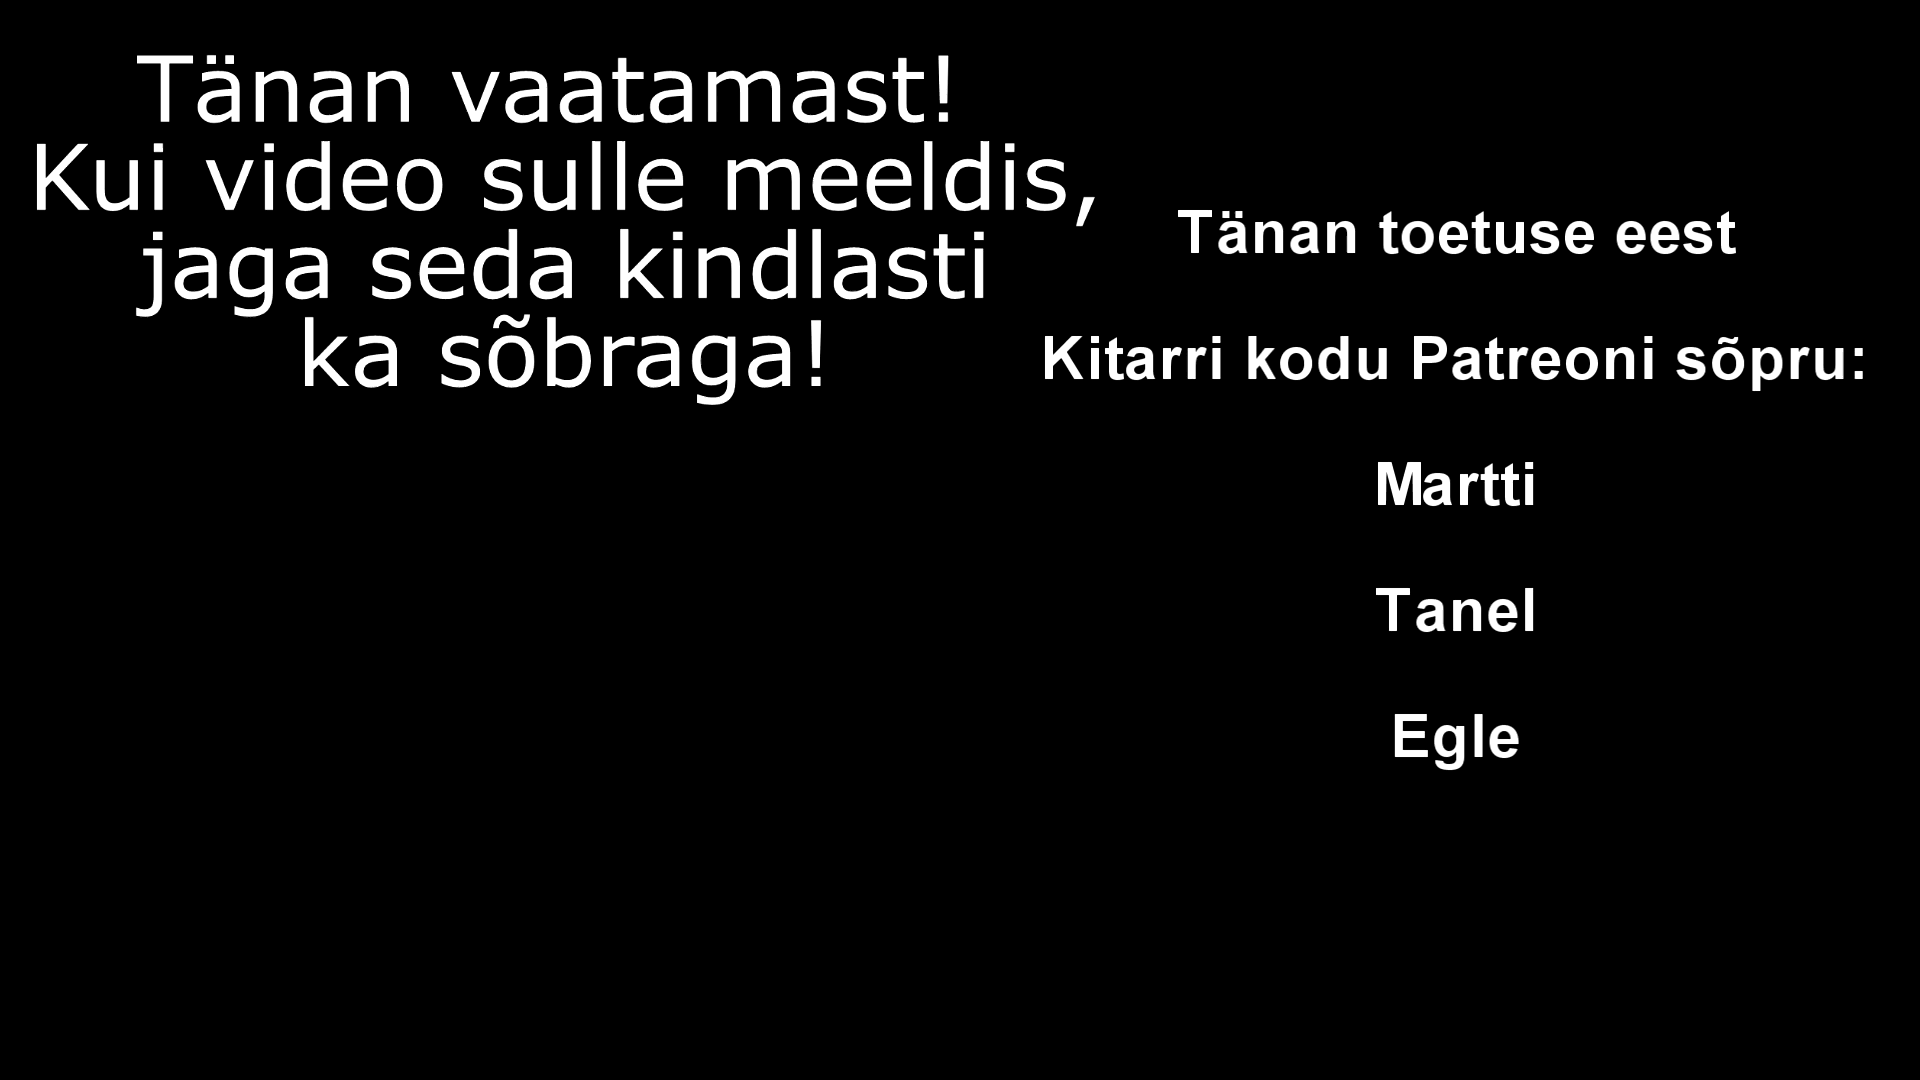 Tänan vaatamast!
Kui video sulle meeldis,
jaga seda kindlasti
ka sõbraga!
Tänan toetuse eest
Kitarri kodu Patreoni sõpru:
Martti
Tanel
Egle